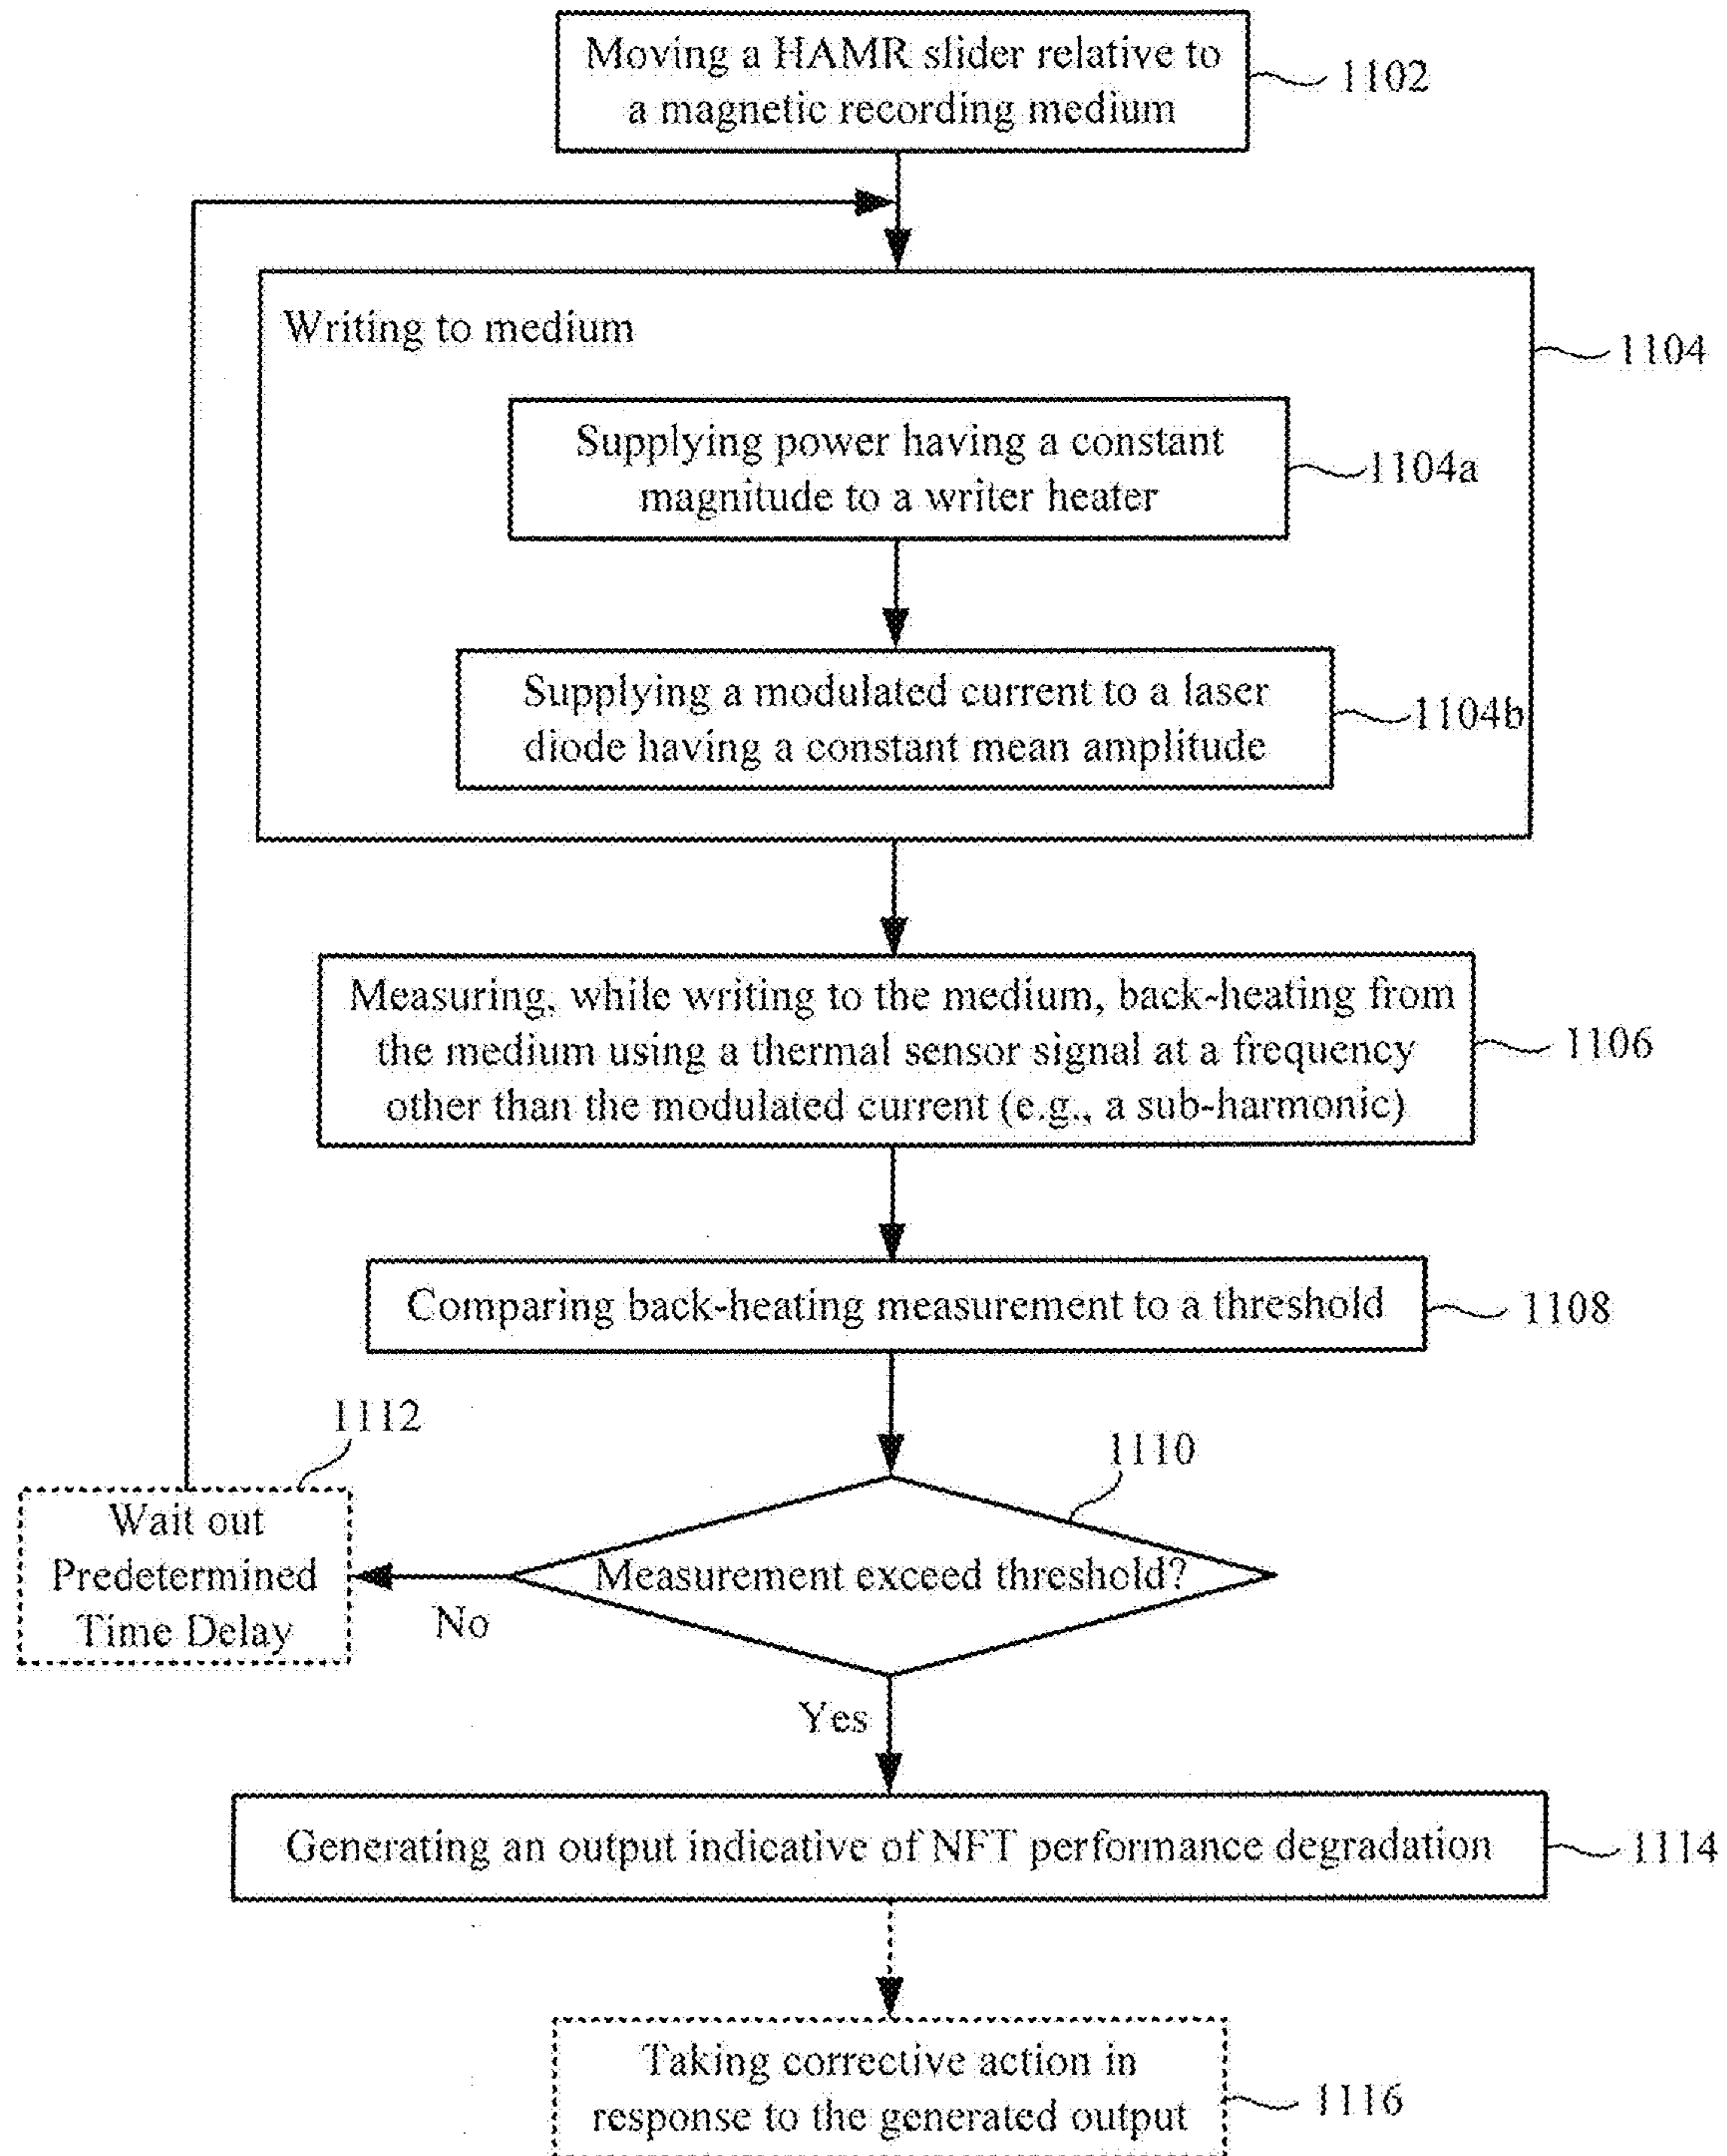 Moving a HAMR slider relative to
a magnetic recording medium
1102
Writing to medium
1104
Supplying power having a constant
magnitude to a writer heater
1104a
Supplying a modulated current to a laser
diode having a constant mean amplitude
1104b
Measuring, while writing to the medium, back-heating from
the medium using a thermal sensor signal at a frequency
other than the modulated current (e.g., a sub-harmonic)
1106
Comparing back-heating measurement to a threshold
1108
1112
Wait out
Predetermined
Time Delay
1110
Measurement exceed threshold?
No
Yes
Generating an output indicative of NFT performance degradation
1114
Taking corrective action in
response to the generated output
1116